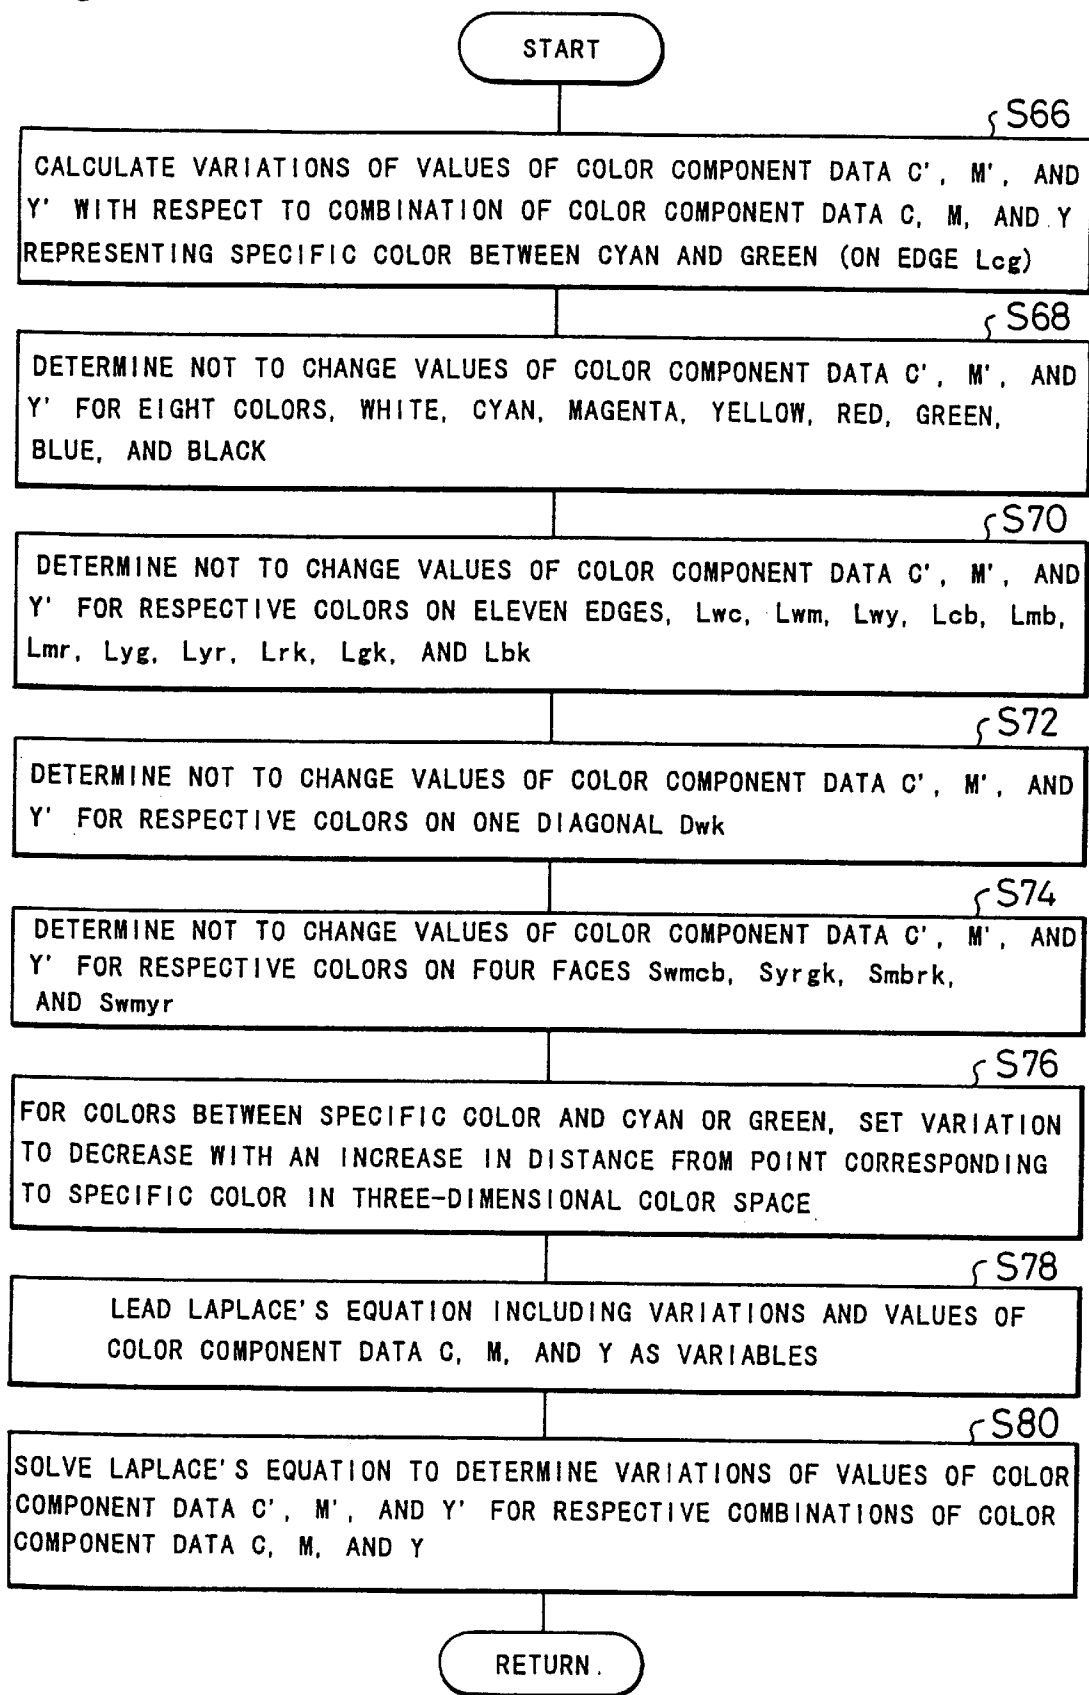 START
S66
CALCULATE VARIATIONS OF VALUES OF COLOR COMPONENT DATA C', M', AND
Y' WITH RESPECT TO COMBINATION OF COLOR COMPONENT DATA C, M, AND Y
REPRESENTING SPECIFIC COLOR BETWEEN CYAN AND GREEN (ON EDGE Lcg)
S68
DETERMINE NOT TO CHANGE VALUES OF COLOR COMPONENT DATA C', M', AND
Y' FOR EIGHT COLORS, WHITE, CYAN, MAGENTA, YELLOW, RED, GREEN,
BLUE, AND BLACK
S70
DETERMINE NOT TO CHANGE VALUES OF COLOR COMPONENT DATA C', M', AND
Y' FOR RESPECTIVE COLORS ON ELEVEN EDGES, Lwc, Lwm, Lwy, Lcb, Lmb,
Lmr, Lyg, Lyr, Lrk, Lgk, AND Lbk
S72
DETERMINE NOT TO CHANGE VALUES OF COLOR COMPONENT DATA C', M', AND
Y' FOR RESPECTIVE COLORS ON ONE DIAGONAL Dwk
S74
DETERMINE NOT TO CHANGE VALUES OF COLOR COMPONENT DATA C', M', AND
Y' FOR RESPECTIVE COLORS ON FOUR FACES Swmcb, Syrgk, Smbrk,
AND Swmyr
S76
FOR COLORS BETWEEN SPECIFIC COLOR AND CYAN OR GREEN, SET VARIATION
TO DECREASE WITH AN INCREASE IN DISTANCE FROM POINT CORRESPONDING
TO SPECIFIC COLOR IN THREE-DIMENSIONAL COLOR SPACE
S78
LEAD LAPLACE'S EQUATION INCLUDING VARIATIONS AND VALUES OF
COLOR COMPONENT DATA C, M, AND Y AS VARIABLES
S80
SOLVE LAPLACE'S EQUATION TO DETERMINE VARIATIONS OF VALUES OF COLOR
COMPONENT DATA C', M', AND Y' FOR RESPECTIVE COMBINATIONS OF COLOR
COMPONENT DATA C, M, AND Y
RETURN.